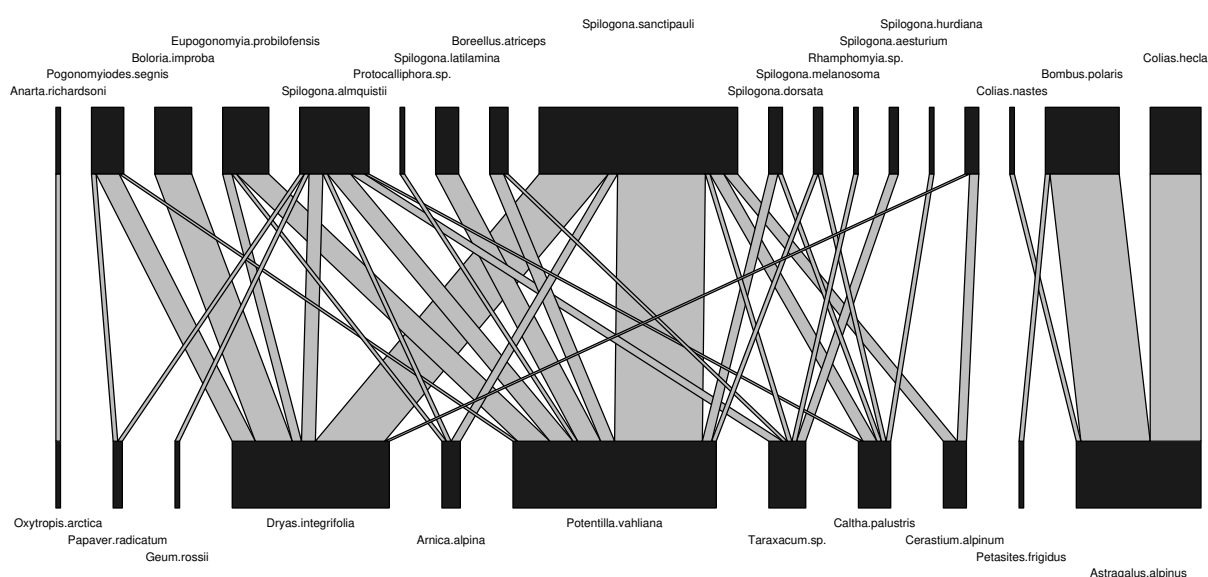 Spilogona.sanctipauli
Spilogona.hurdiana
Eupogonomyia.probilofensis
Boreellus.atriceps
Spilogona.aesturium
Boloria.improba
Spilogona.latilamina
Rhamphomyia.sp.
Colias.hecla
Pogonomyiodes.segnis
Protocalliphora.sp.
Spilogona.melanosoma
Bombus.polaris
Anarta.richardsoni
Spilogona.almquistii
Spilogona.dorsata
Colias.nastes
Oxytropis.arctica
Dryas.integrifolia
Potentilla.vahliana
Caltha.palustris
Papaver.radicatum
Arnica.alpina
Taraxacum.sp.
Cerastium.alpinum
Geum.rossii
Petasites.frigidus
Astragalus.alpinus